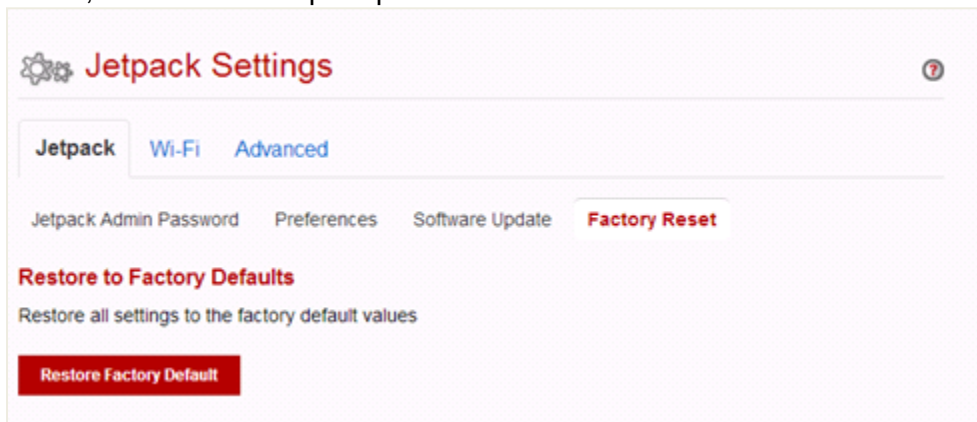 Jetpack Settings
?
Jetpack Wi-Fi Advanced
Jetpack Admin Password Preferences Software Update Factory Reset
Restore to Factory Defaults
Restore all settings to the factory default values
Restore Factory Default